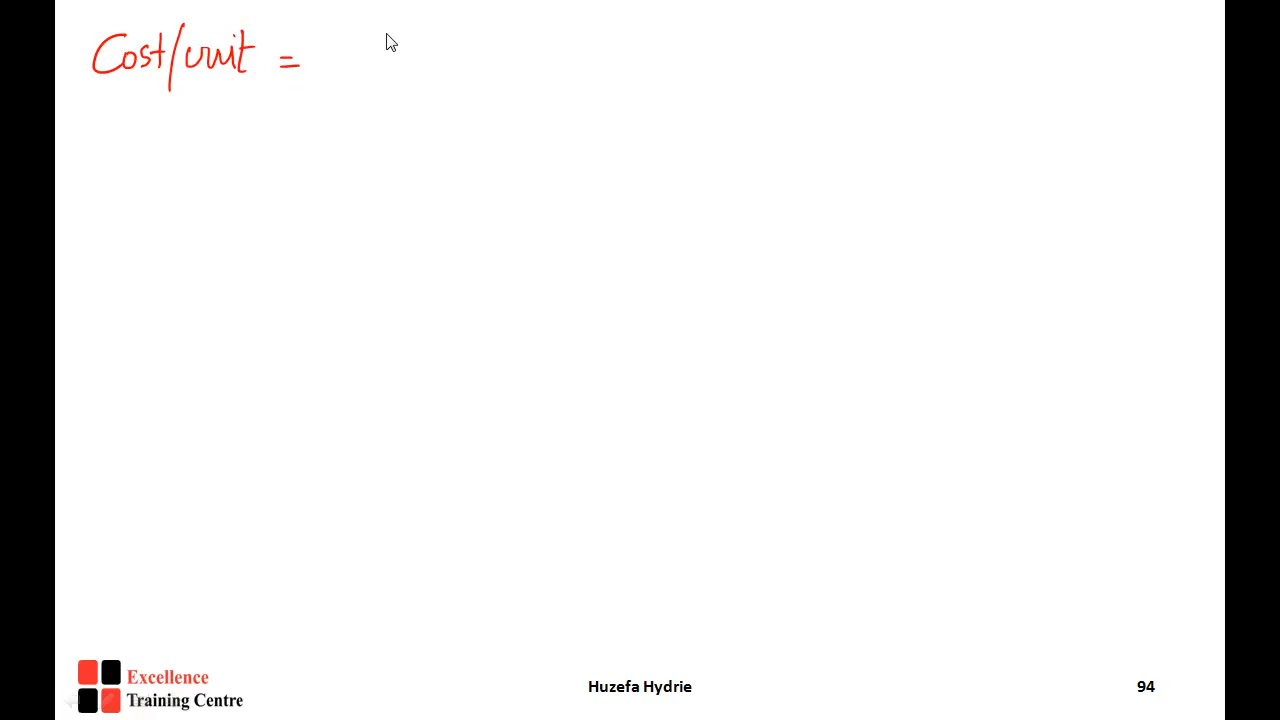 Cost/unit =
Excellence
Training Centre
Huzefa Hydrie
94